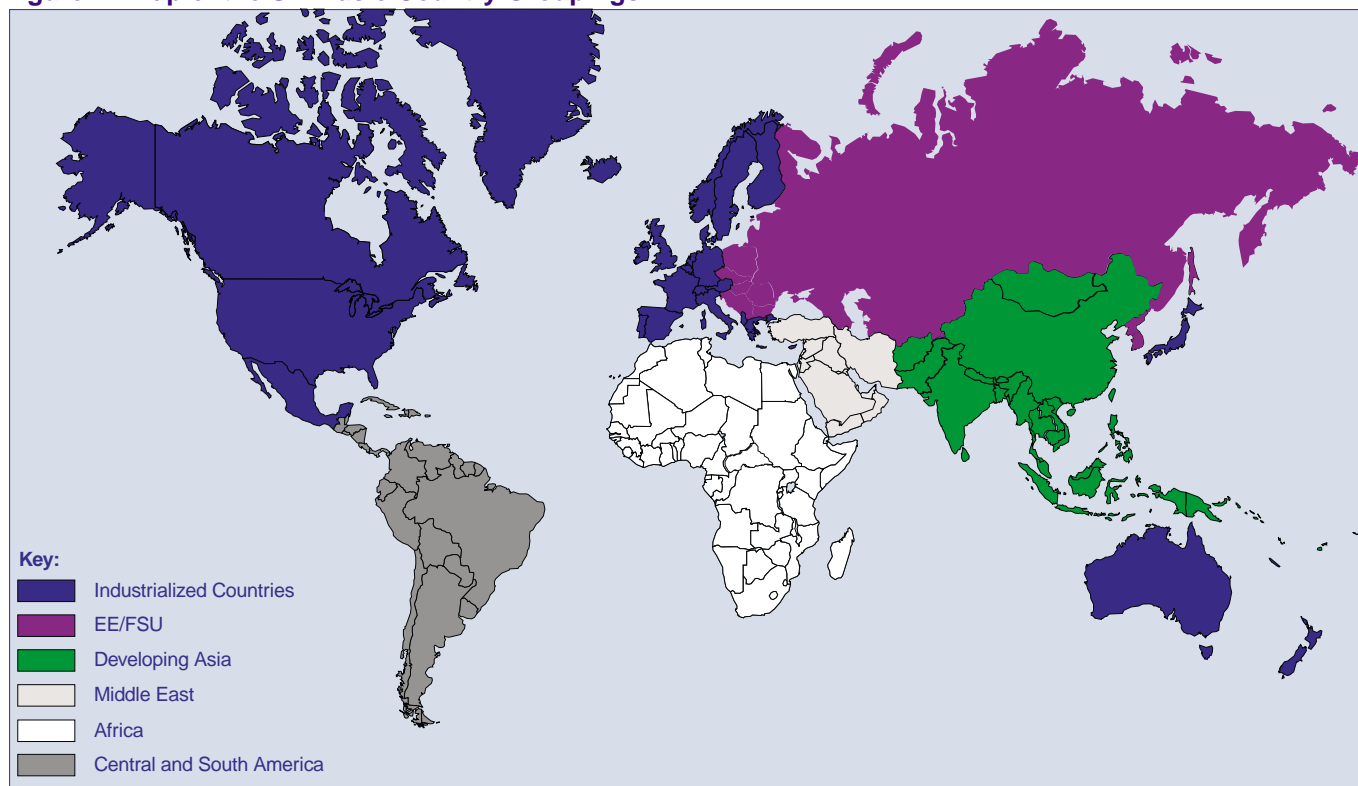 Key:
Industrialized Countries
EE/FSU
Developing Asia
Middle East
Africa
Central and South America